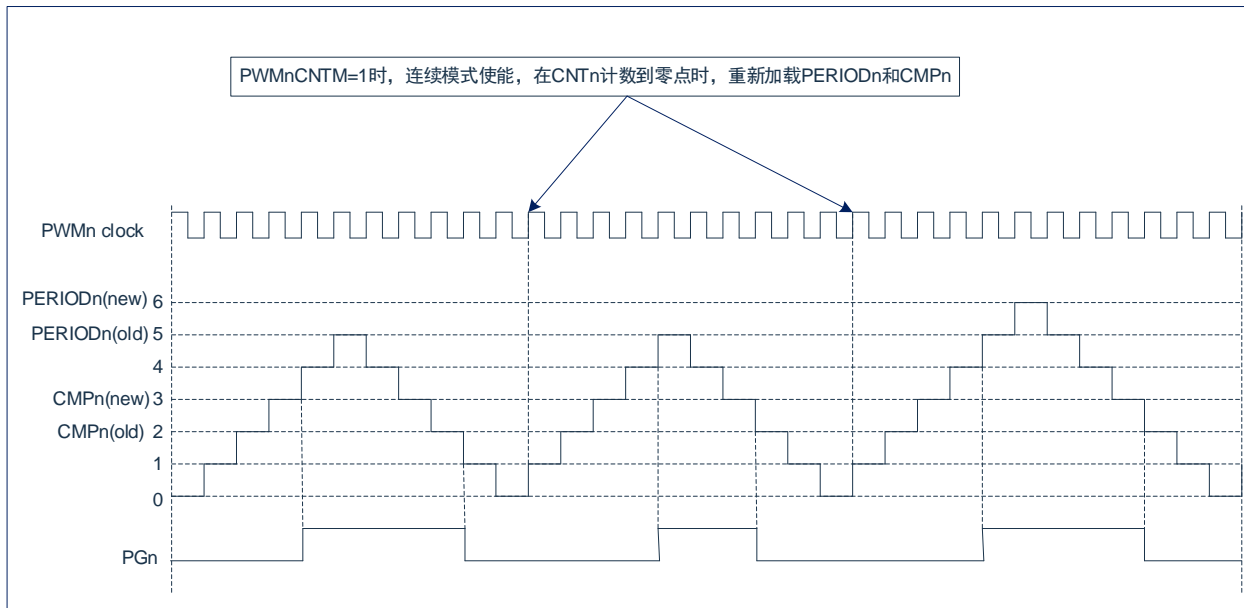 PWMnCNTM=1时，连续模式使能，在CNTn计数到零点时，重新加载PERIODn和CMPn
PWMn clock
PERIODn(new) 6
PERIODn(old) 5
4
CMPn(new) 3
CMPn(old) 2
1
0
PGn